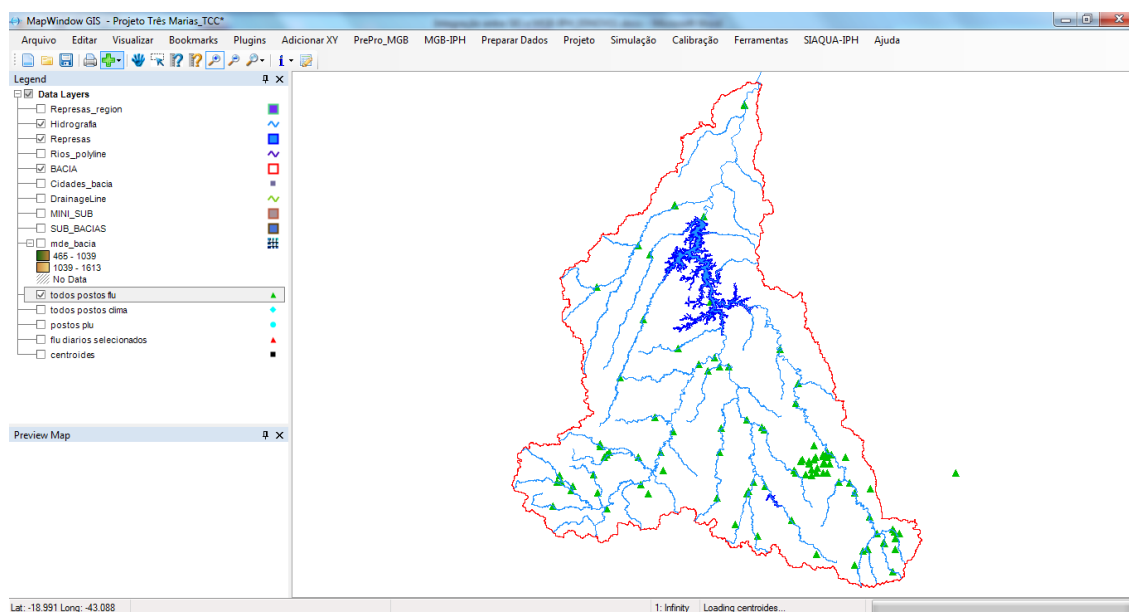 MapWindow GIS - Projeto Três Marias_TCC*
Arquivo Editar Visualizar Bookmarks Plugins Adicionar XY PrePro_MGB MGB-IPH Preparar Dados Projeto Simulação Calibração Ferramentas SIAQUA-IPH Ajuda
Legend
Data Layers
Represas_region
Hidrografia
Represas
Rios_polyline
BACIA
Cidades_bacia
DrainageLine
MINI_SUB
SUB_BACIAS
mde_bacia
465 - 1039
1039 - 1613
No Data
todos postos flu
todos postos clima
postos plu
flu diarios selecionados
centroides
Preview Map
Lat: -18.991 Long: -43.088 1: Infinity Loading centroides...